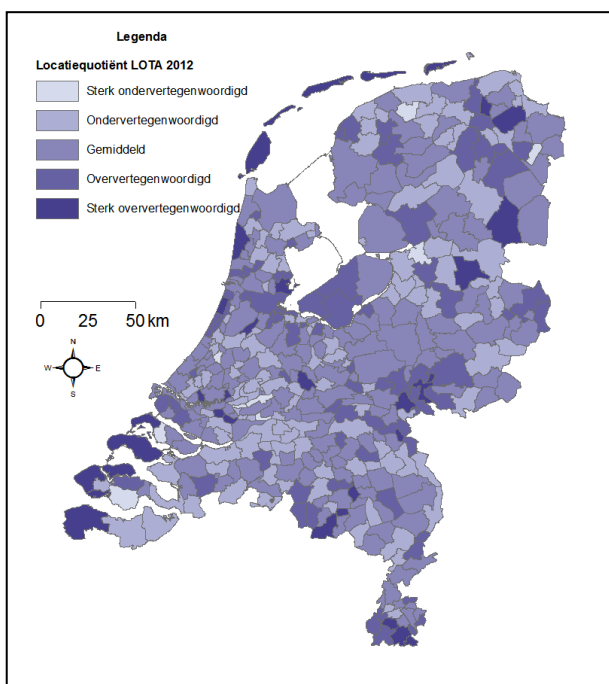 Legenda
Locatiequotiënt LOTA 2012
Sterk ondervertegenwoordigd
Ondervertegenwoordigd
Gemiddeld
Oververtegenwoordigd
Sterk oververtegenwoordigd
0 25 50 km
N
W E
S